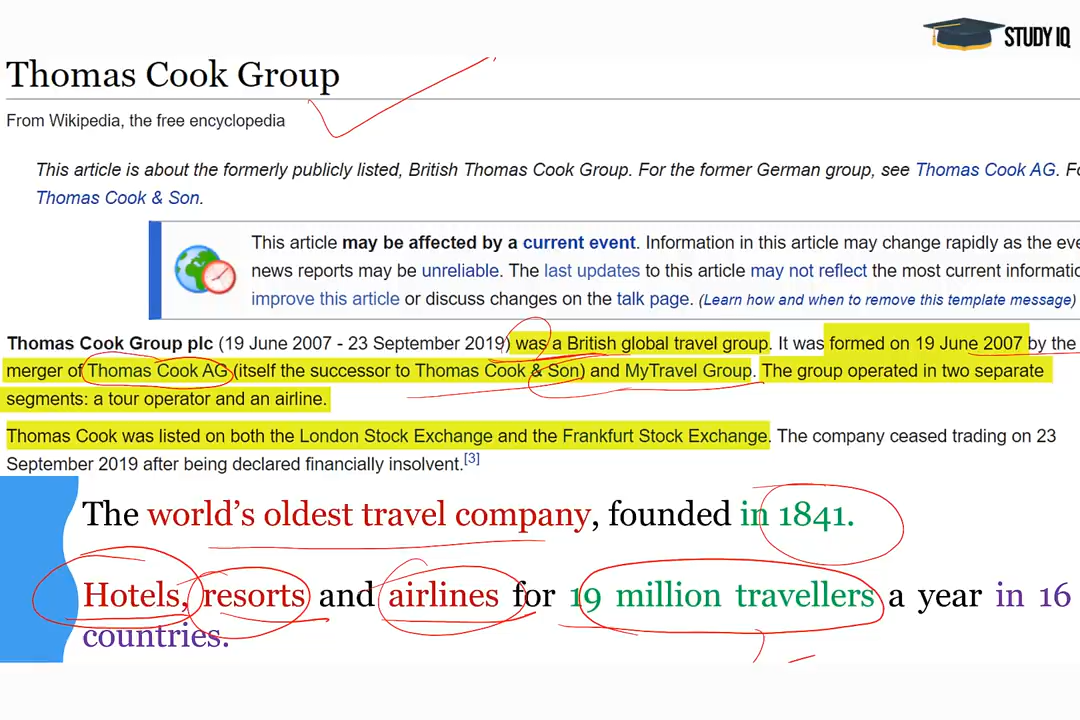 STUDY IQ
Thomas Cook Group
From Wikipedia, the free encyclopedia
This article is about the formerly publicly listed, British Thomas Cook Group. For the former German group, see Thomas Cook AG. Fo
Thomas Cook & Son.
This article may be affected by a current event. Information in this article may change rapidly as the eve
news reports may be unreliable. The last updates to this article may not reflect the most current informatio
improve this article or discuss changes on the talk page. (Learn how and when to remove this template message)
Thomas Cook Group plc (19 June 2007 - 23 September 2019) was a British global travel group. It was formed on 19 June 2007 by the
merger of Thomas Cook AG (itself the successor to Thomas Cook & Son) and MyTravel Group. The group operated in two separate
segments: a tour operator and an airline.
Thomas Cook was listed on both the London Stock Exchange and the Frankfurt Stock Exchange. The company ceased trading on 23
September 2019 after being declared financially insolvent.[3]
The world's oldest travel company, founded in 1841.
Hotels, resorts and airlines for 19 million travellers a year in 16
countries.